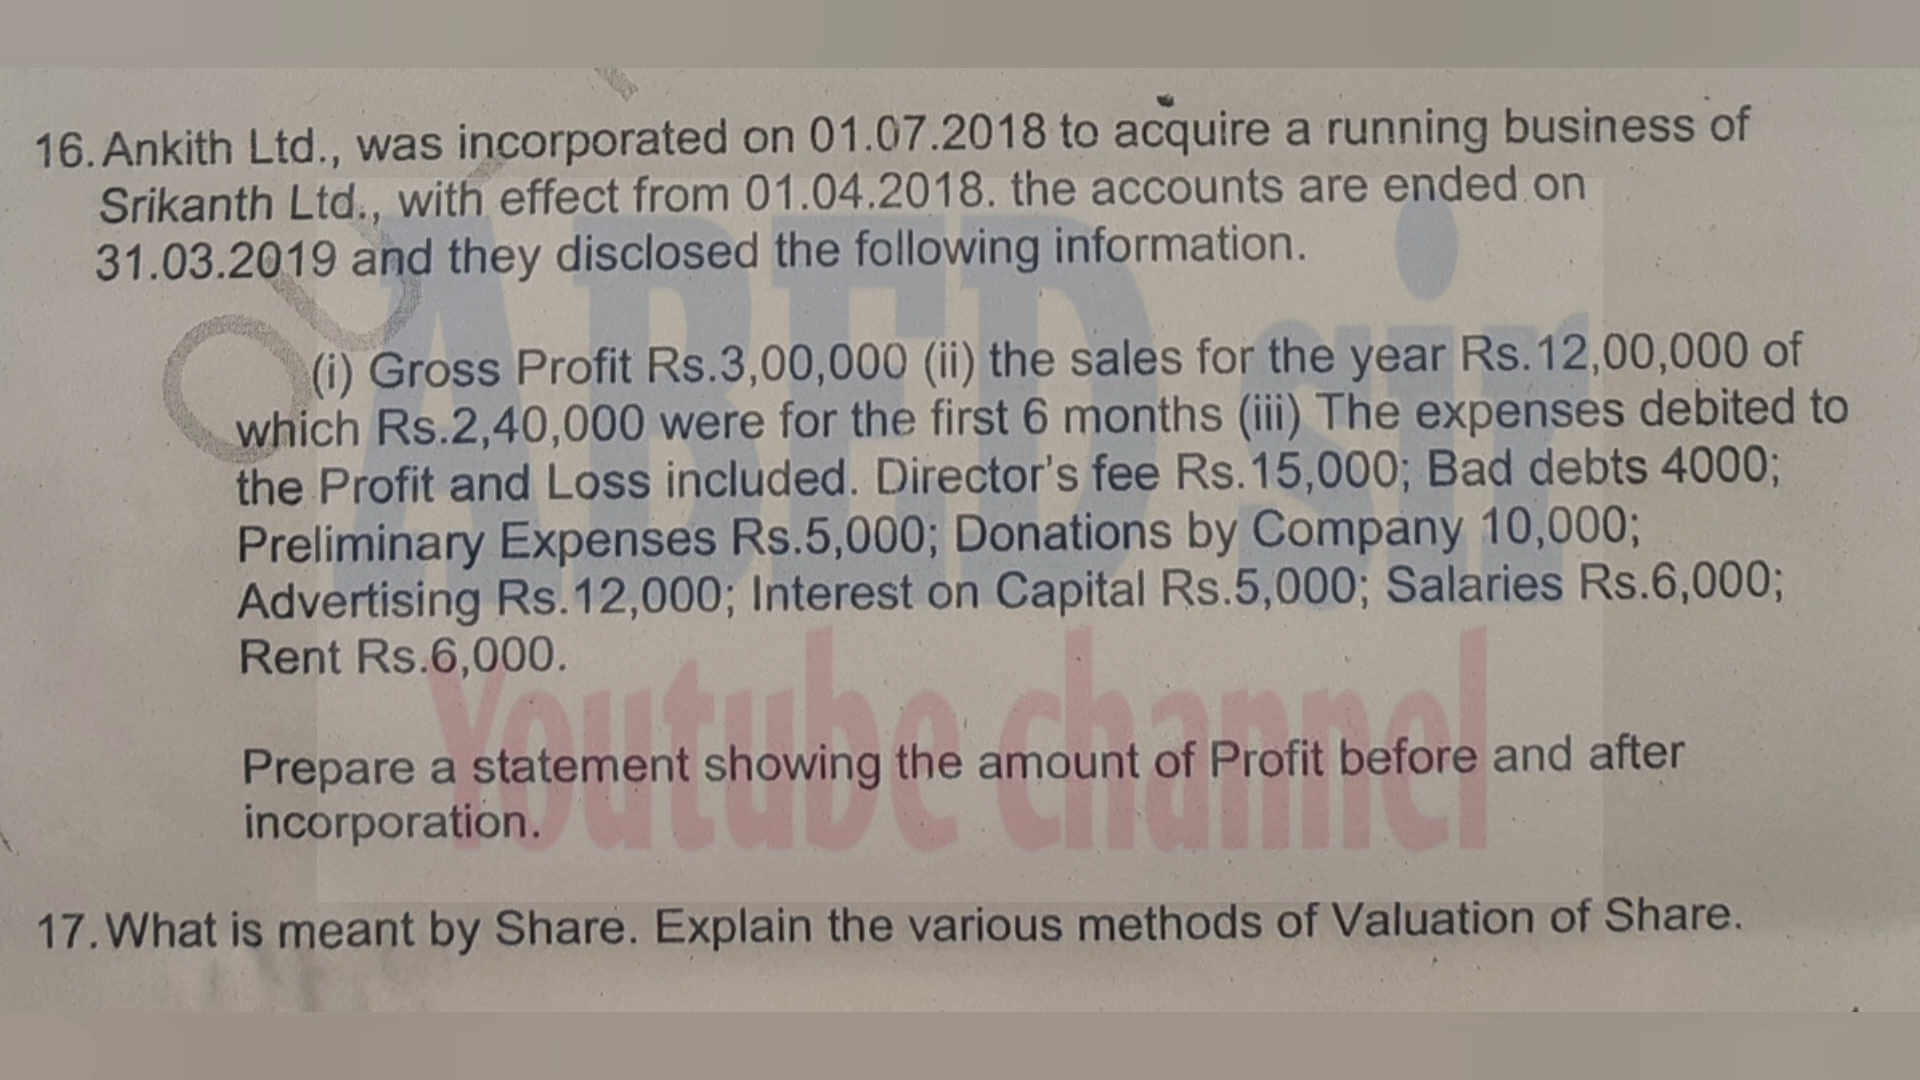 16. Ankith Ltd., was incorporated on 01.07.2018 to acquire a running business of
Srikanth Ltd., with effect from 01.04.2018. the accounts are ended on
31.03.2019 and they disclosed the following information.
(i) Gross Profit Rs.3,00,000 (ii) the sales for the year Rs.12,00,000 of
which Rs.2,40,000 were for the first 6 months (iii) The expenses debited to
the Profit and Loss included. Director's fee Rs.15,000; Bad debts 4000;
Preliminary Expenses Rs.5,000; Donations by Company 10,000;
Advertising Rs.12,000; Interest on Capital Rs.5,000; Salaries Rs.6,000;
Rent Rs.6,000.
Prepare a statement showing the amount of Profit before and after
incorporation.
17. What is meant by Share. Explain the various methods of Valuation of Share.
ABED sir
Youtube channel